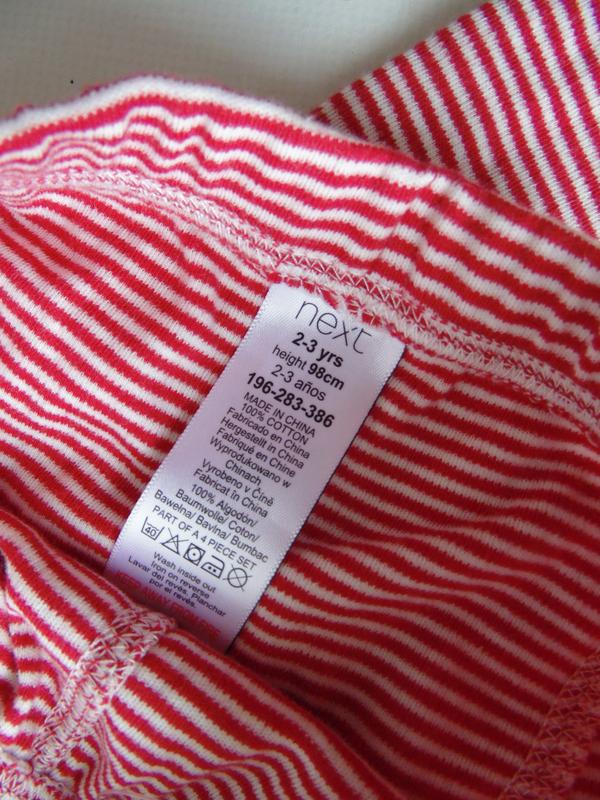 next
2-3 yrs
height 98cm
2-3 años
196-283-386
MADE IN CHINA
100% COTTON
Fabricado en China
Hergestellt in China
Fabriqué en Chine
Wyprodukowano w
Chinach
Vyrobeno v Číně
Fabricat în China
100% Algodón/
Baumwolle/ Coton/
Bawełna/ Bavlna/ Bumbac
PART OF A 4 PIECE SET
40
Wash inside out
Iron on reverse
Lavar del revés. Planchar
por el revés.